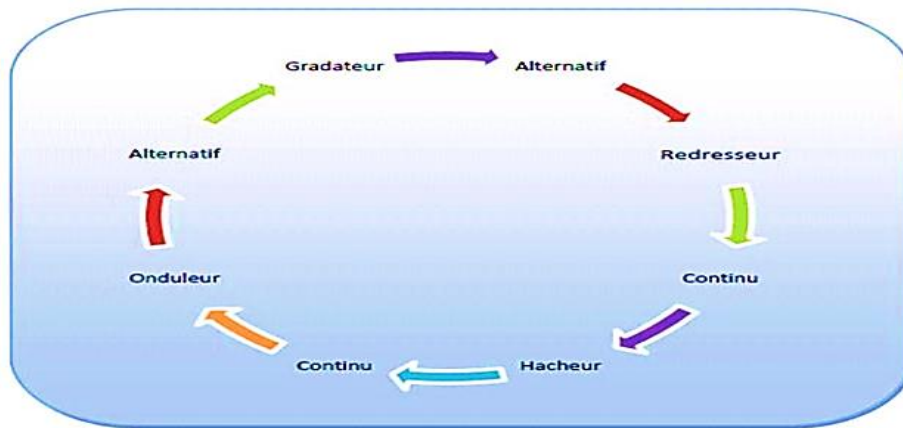 Gradateur
Alternatif
Redresseur
Continu
Hacheur
Continu
Onduleur
Alternatif